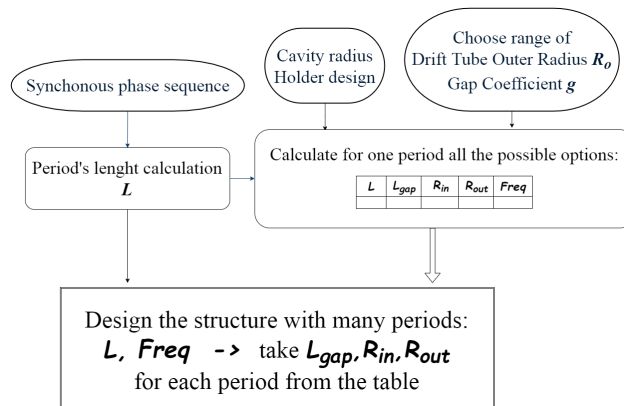 Synchonous phase sequence
Cavity radius
Holder design
Choose range of
Drift Tube Outer Radius Ro
Gap Coefficient g
Period's lenght calculation
L
Calculate for one period all the possible options:
L Lgap Rin Rout Freq
Design the structure with many periods:
L, Freq -> take Lgap, Rin, Rout
for each period from the table